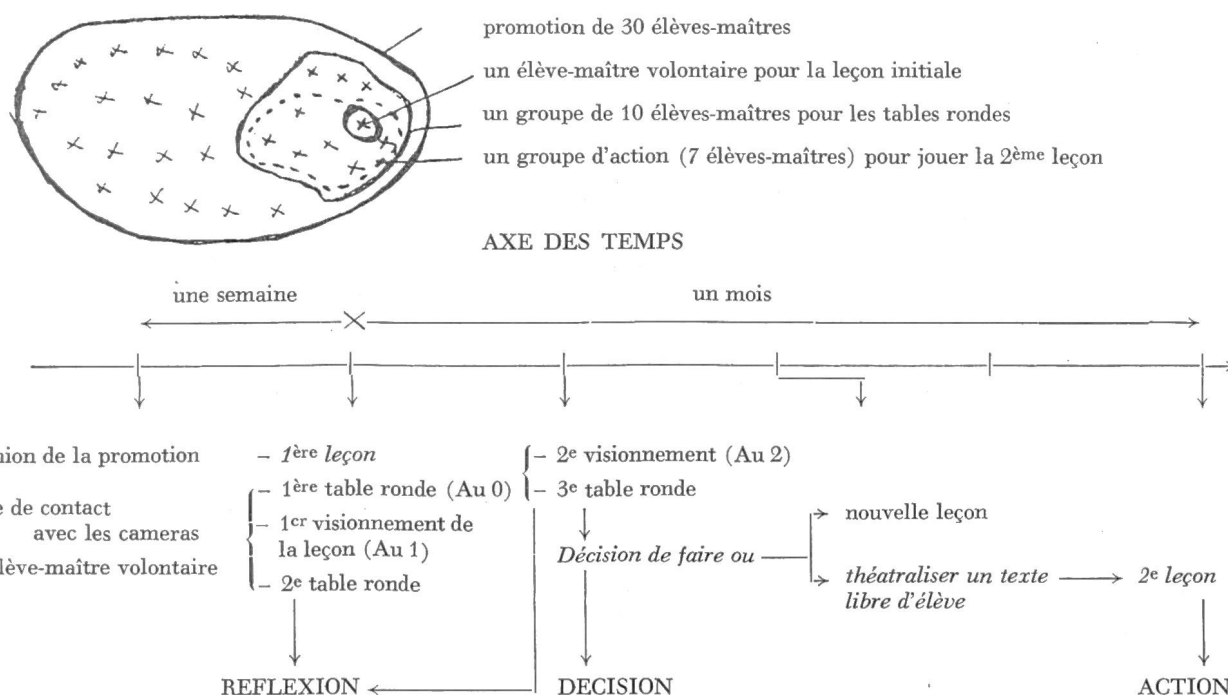 promotion de 30 élèves-maîtres
un élève-maître volontaire pour la leçon initiale
un groupe de 10 élèves-maîtres pour les tables rondes
un groupe d'action (7 élèves-maîtres) pour jouer la 2ème leçon
AXE DES TEMPS
une semaine
un mois
nion de la promotion
e de contact
avec les cameras
lève-maître volontaire
– 1ère leçon
– 1ère table ronde (Au 0)
– 1er visionnement de
la leçon (Au 1)
– 2e table ronde
– 2e visionnement (Au 2)
– 3e table ronde
Décision de faire ou
nouvelle leçon
théatraliser un texte
libre d'élève
2e leçon
REFLEXION
DECISION
ACTION